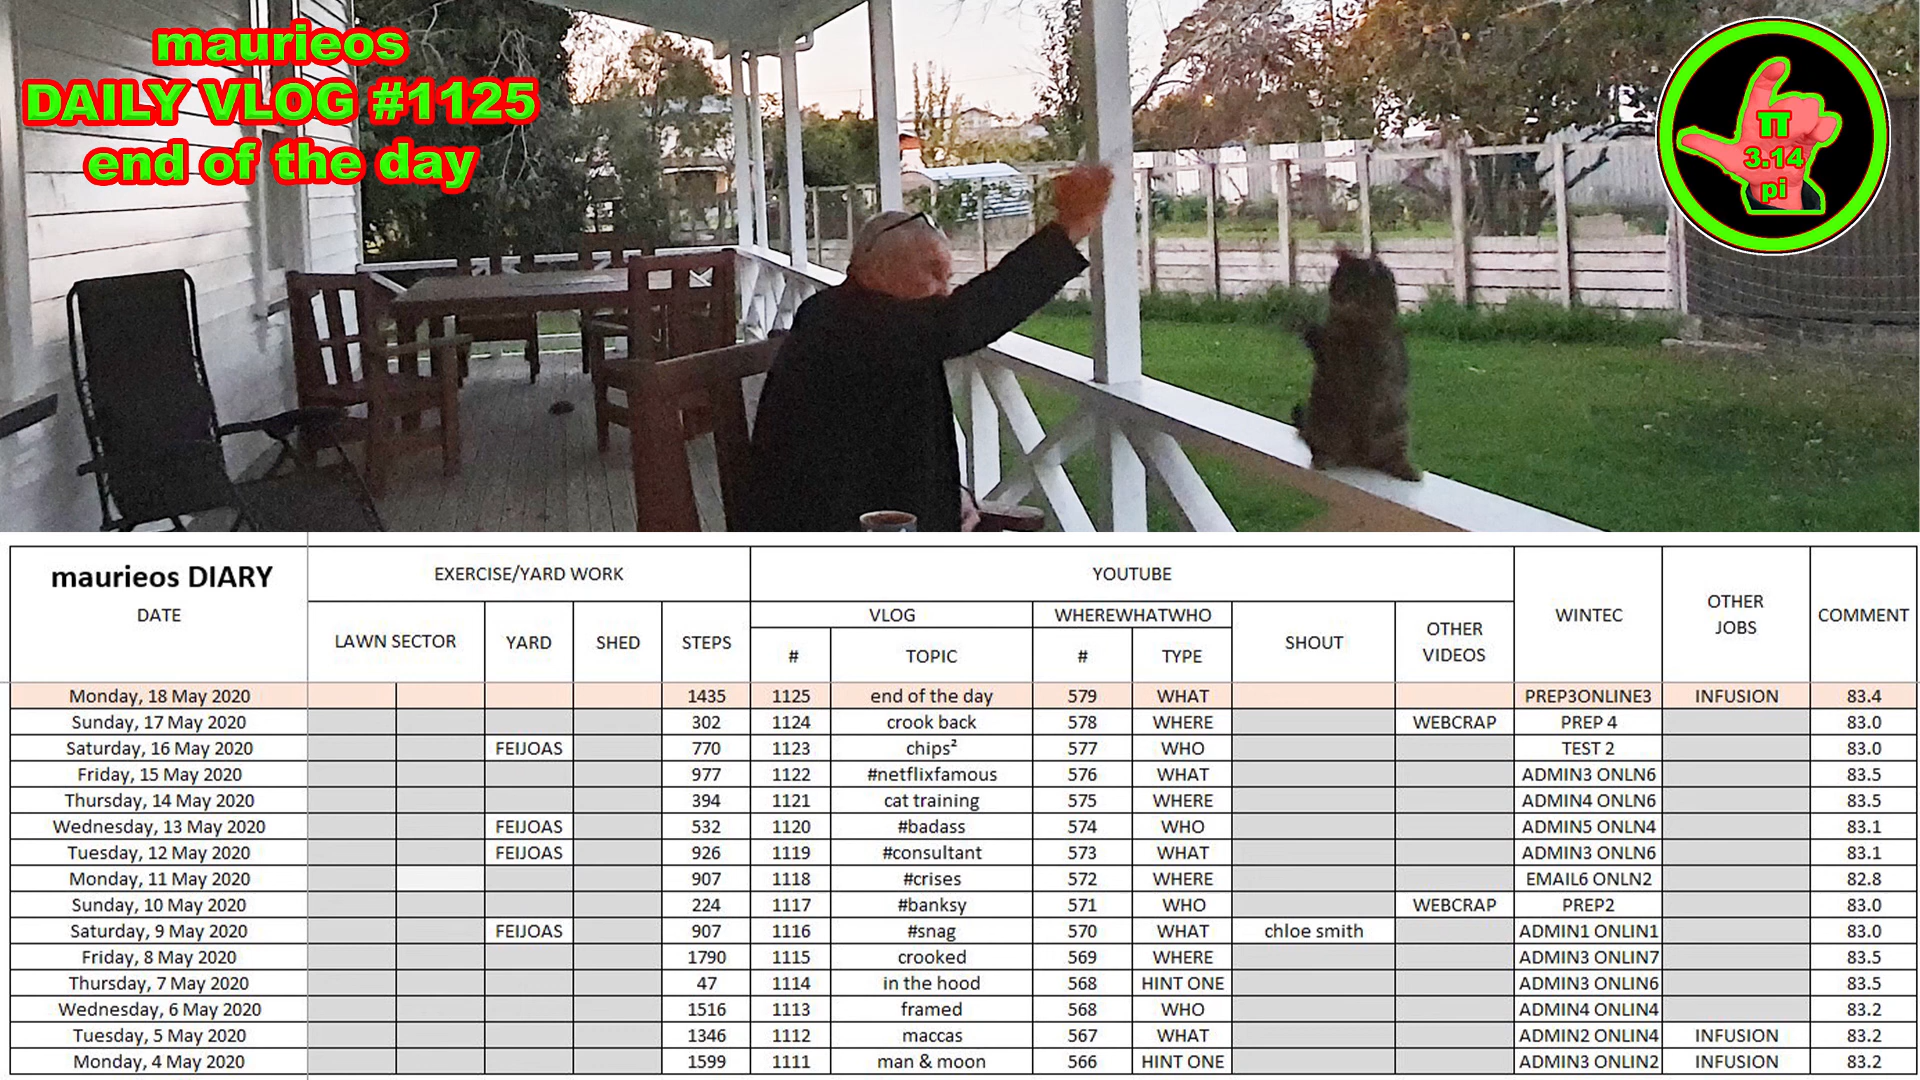 maurieos
DAILY VLOG #1125
end of the day
π
3.14
pi
maurieos DIARY
DATE
EXERCISE/YARD WORK
LAWN SECTOR YARD SHED STEPS
YOUTUBE
VLOG WHEREWHATWHO
# TOPIC # TYPE
SHOUT
OTHER
VIDEOS
WINTEC
OTHER
JOBS
COMMENT
Monday, 18 May 2020 1435 1125 end of the day 579 WHAT PREP3ONLINE3 INFUSION 83.4
Sunday, 17 May 2020 302 1124 crook back 578 WHERE WEBCRAP PREP 4 83.0
Saturday, 16 May 2020 FEIJOAS 770 1123 chips² 577 WHO TEST 2 83.0
Friday, 15 May 2020 977 1122 #netflixfamous 576 WHAT ADMIN3 ONLN6 83.5
Thursday, 14 May 2020 394 1121 cat training 575 WHERE ADMIN4 ONLN6 83.5
Wednesday, 13 May 2020 FEIJOAS 532 1120 #badass 574 WHO ADMIN5 ONLN4 83.1
Tuesday, 12 May 2020 FEIJOAS 926 1119 #consultant 573 WHAT ADMIN3 ONLN6 83.1
Monday, 11 May 2020 907 1118 #crises 572 WHERE EMAIL6 ONLN2 82.8
Sunday, 10 May 2020 224 1117 #banksy 571 WHO WEBCRAP PREP2 83.0
Saturday, 9 May 2020 FEIJOAS 907 1116 #snag 570 WHAT chloe smith ADMIN1 ONLIN1 83.0
Friday, 8 May 2020 1790 1115 crooked 569 WHERE ADMIN3 ONLIN7 83.5
Thursday, 7 May 2020 47 1114 in the hood 568 HINT ONE ADMIN3 ONLIN6 83.5
Wednesday, 6 May 2020 1516 1113 framed 568 WHO ADMIN4 ONLIN4 83.2
Tuesday, 5 May 2020 1346 1112 maccas 567 WHAT ADMIN2 ONLIN4 INFUSION 83.2
Monday, 4 May 2020 1599 1111 man & moon 566 HINT ONE ADMIN3 ONLIN2 INFUSION 83.2